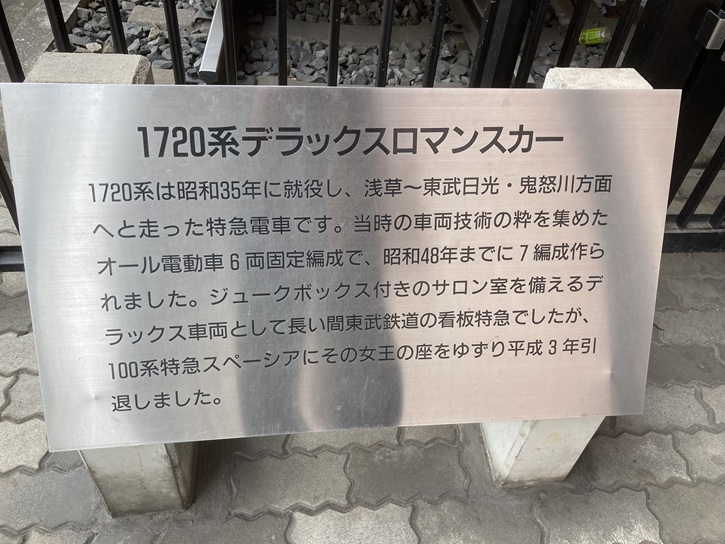 1720系デラックスロマンスカー
1720系は昭和35年に就役し、浅草〜東武日光・鬼怒川方面
へと走った特急電車です。当時の車両技術の粋を集めた
オール電動車6両固定編成で、昭和48年までに7編成作ら
れました。ジュークボックス付きのサロン室を備えるデ
ラックス車両として長い間東武鉄道の看板特急でしたが、
100系特急スペーシアにその女王の座をゆずり平成3年引
退しました。